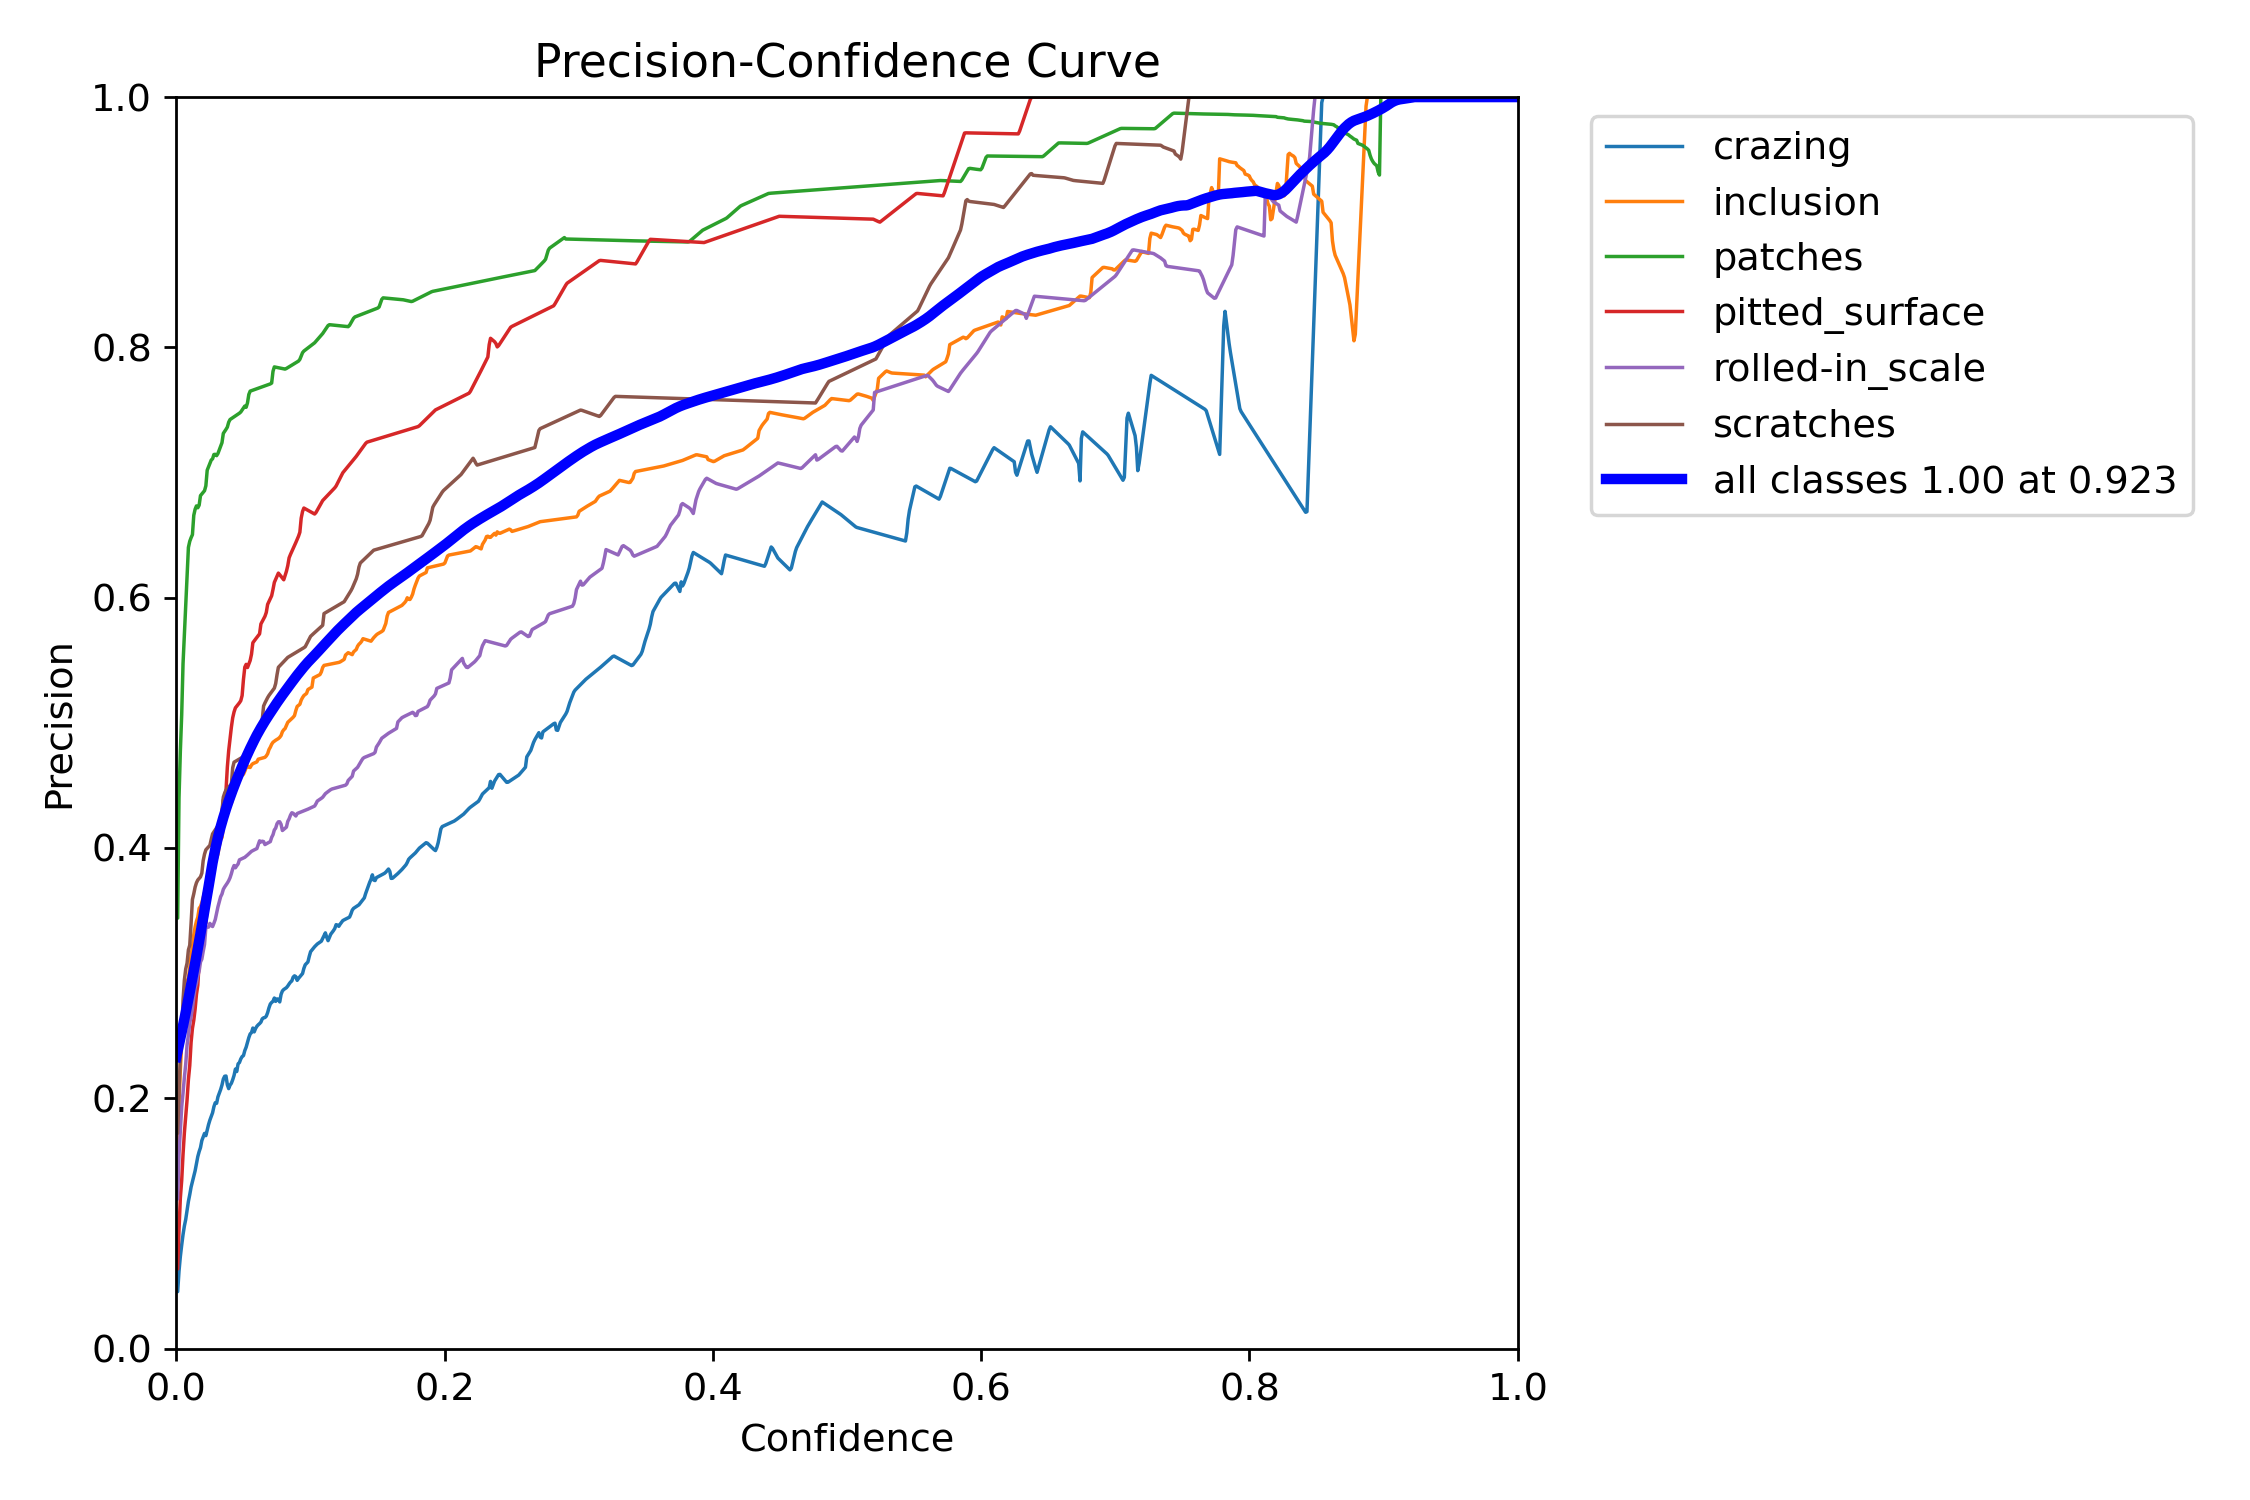 Precision-Confidence Curve
1.0
0.8
0.6
0.4
0.2
0.0
Precision
0.0 0.2 0.4 0.6 0.8 1.0
Confidence
crazing
inclusion
patches
pitted_surface
rolled-in_scale
scratches
all classes 1.00 at 0.923